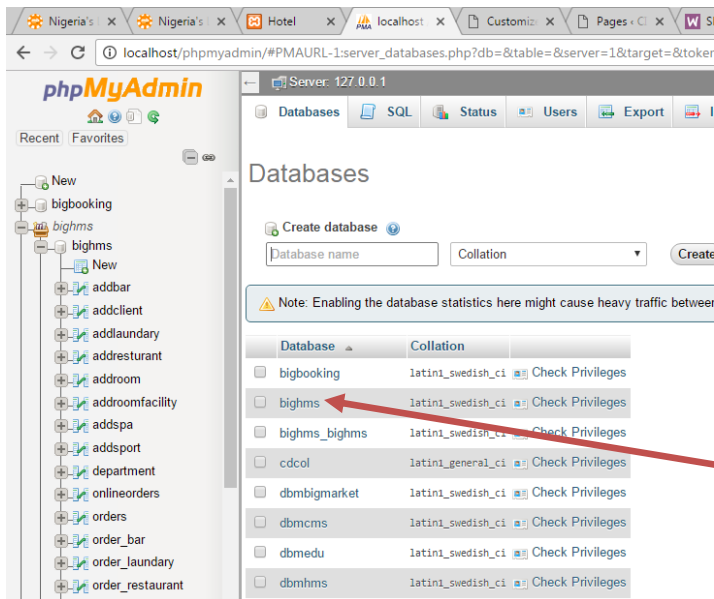 Nigeria's
Nigeria's
Hotel
localhost
Customiz
Pages ‹ Cl
localhost/phpmyadmin/#PMAURL-1:server_databases.php?db=&table=&server=1&target=&token
phpMyAdmin
Recent Favorites
New
bigbooking
bighms
bighms
New
addbar
addclient
addlaundary
addresturant
addroom
addroomfacility
addspa
addsport
department
onlineorders
orders
order_bar
order_laundary
order_restaurant
Server: 127.0.0.1
Databases SQL Status Users Export
Databases
Create database
Database name Collation Create
Note: Enabling the database statistics here might cause heavy traffic between
Database Collation
bigbooking latin1_swedish_ci Check Privileges
bighms latin1_swedish_ci Check Privileges
bighms_bighms latin1_swedish_ci Check Privileges
cdcol latin1_general_ci Check Privileges
dbmbigmarket latin1_swedish_ci Check Privileges
dbmcms latin1_swedish_ci Check Privileges
dbmedu latin1_swedish_ci Check Privileges
dbmhms latin1_swedish_ci Check Privileges